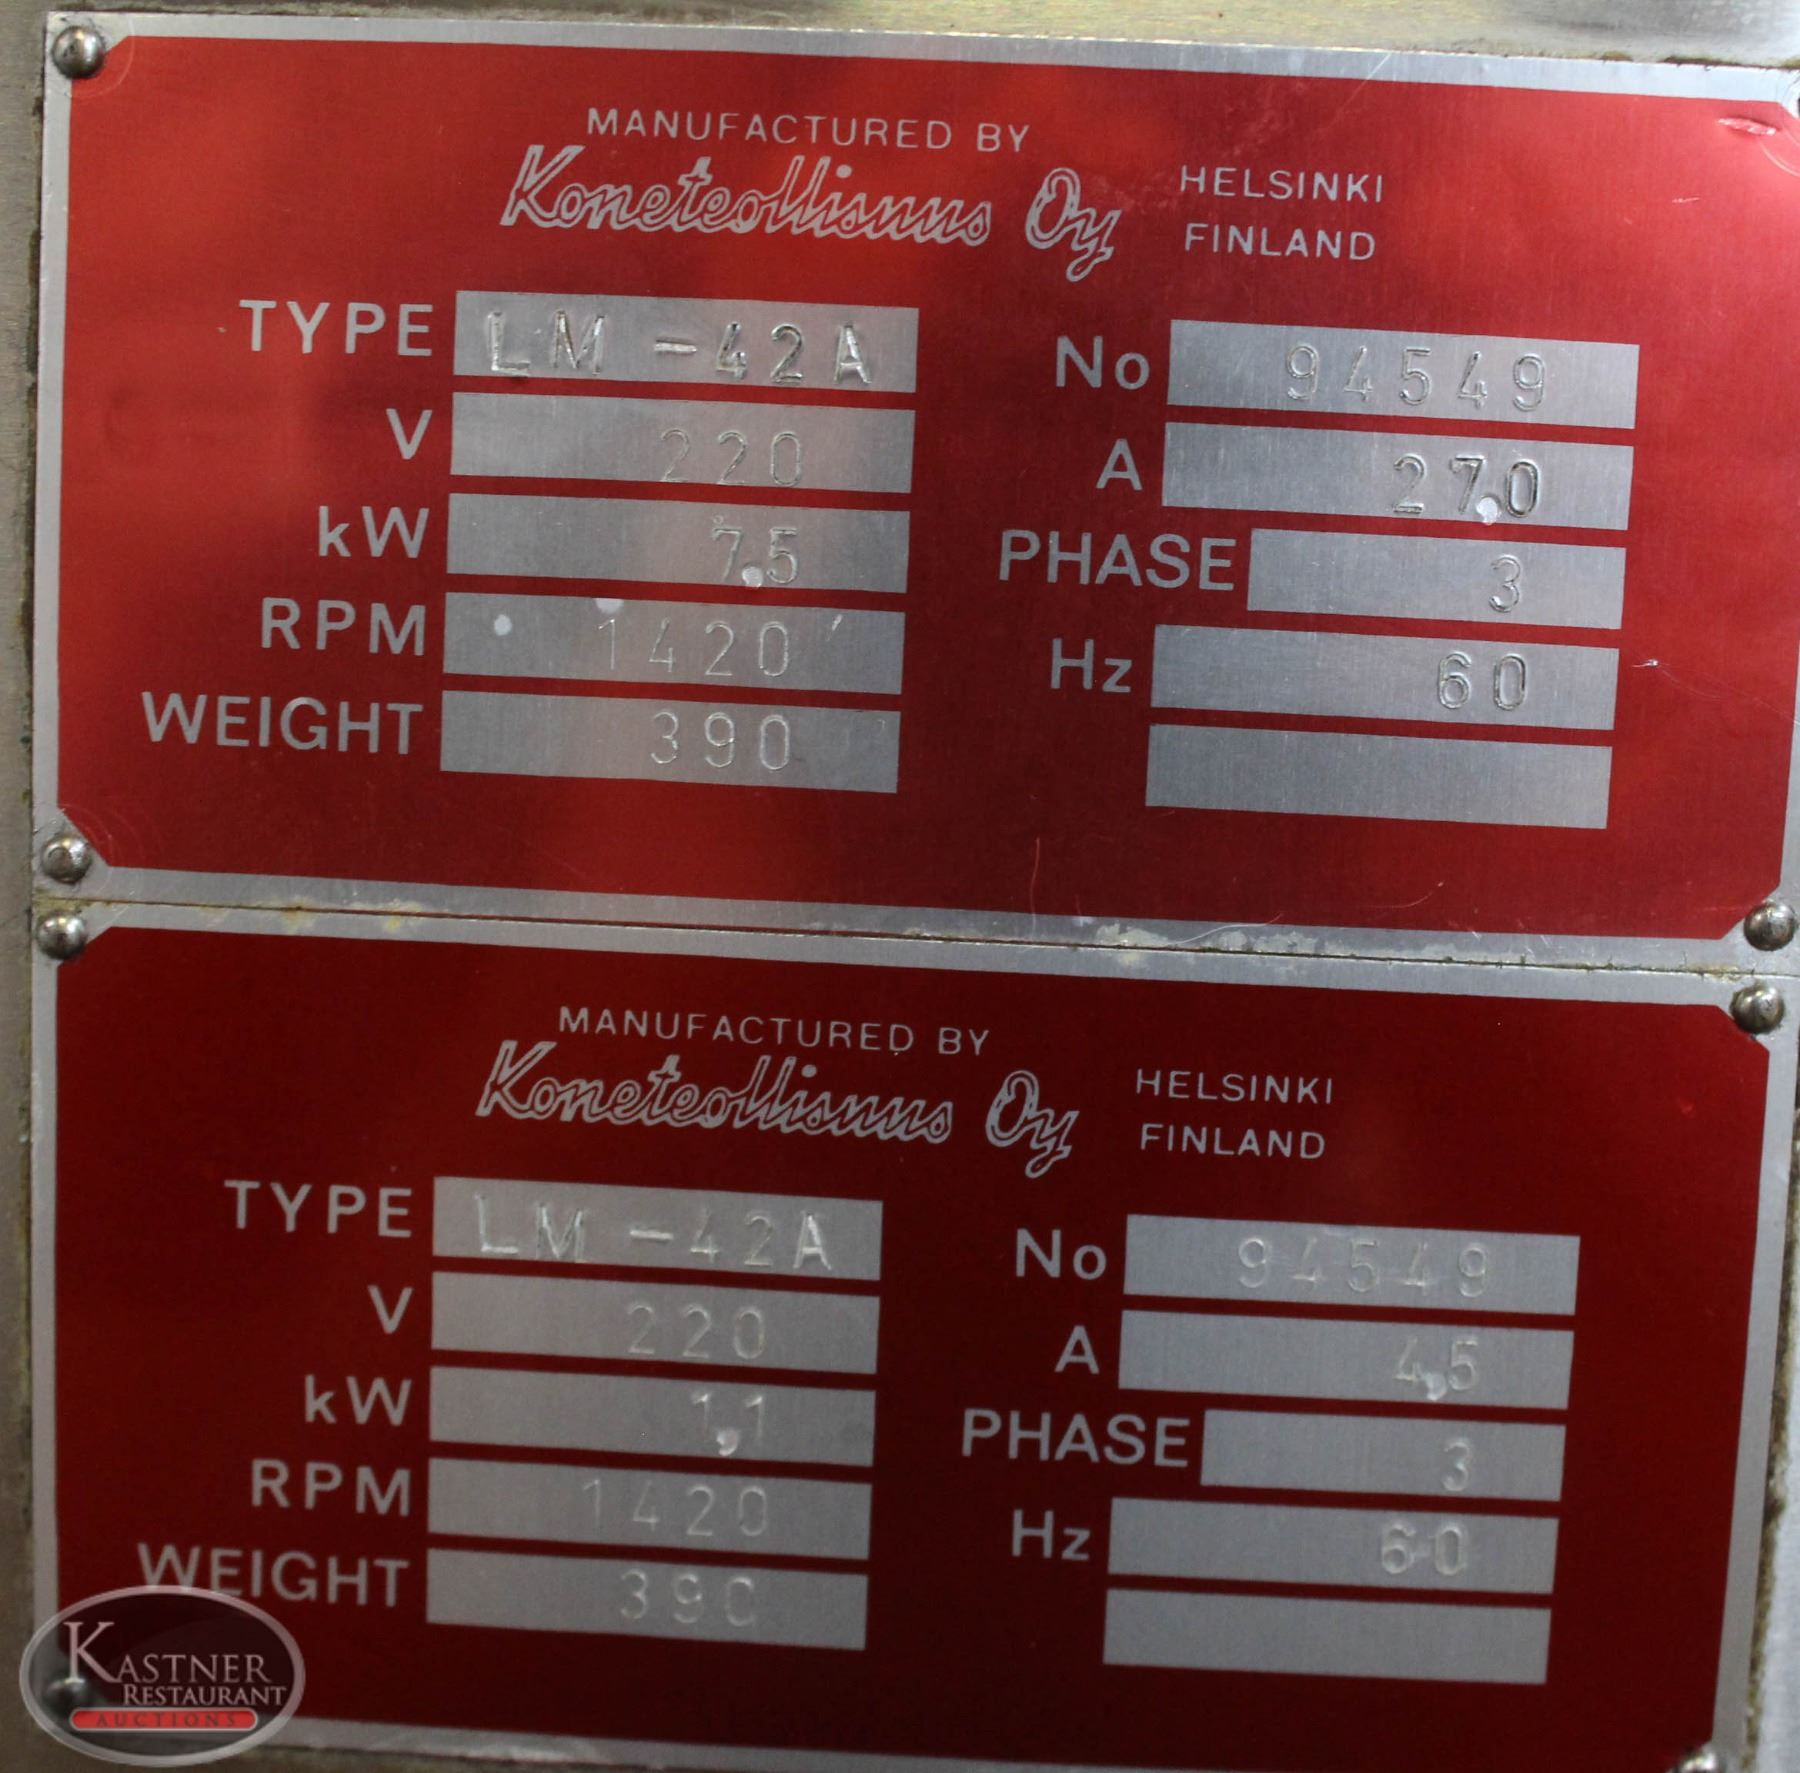 MANUFACTURED BY
Koneteollisuus Oy HELSINKI
FINLAND
TYPE LM-42A No 94549
V 220 A 27.0
kW 7.5 PHASE 3
RPM 1420 Hz 60
WEIGHT 390
MANUFACTURED BY
Koneteollisuus Oy HELSINKI
FINLAND
TYPE LM-42A No 94549
V 220 A 4.5
kW 1.1 PHASE 3
RPM 1420 Hz 60
WEIGHT 390
KASTNER
RESTAURANT
AUCTIONS